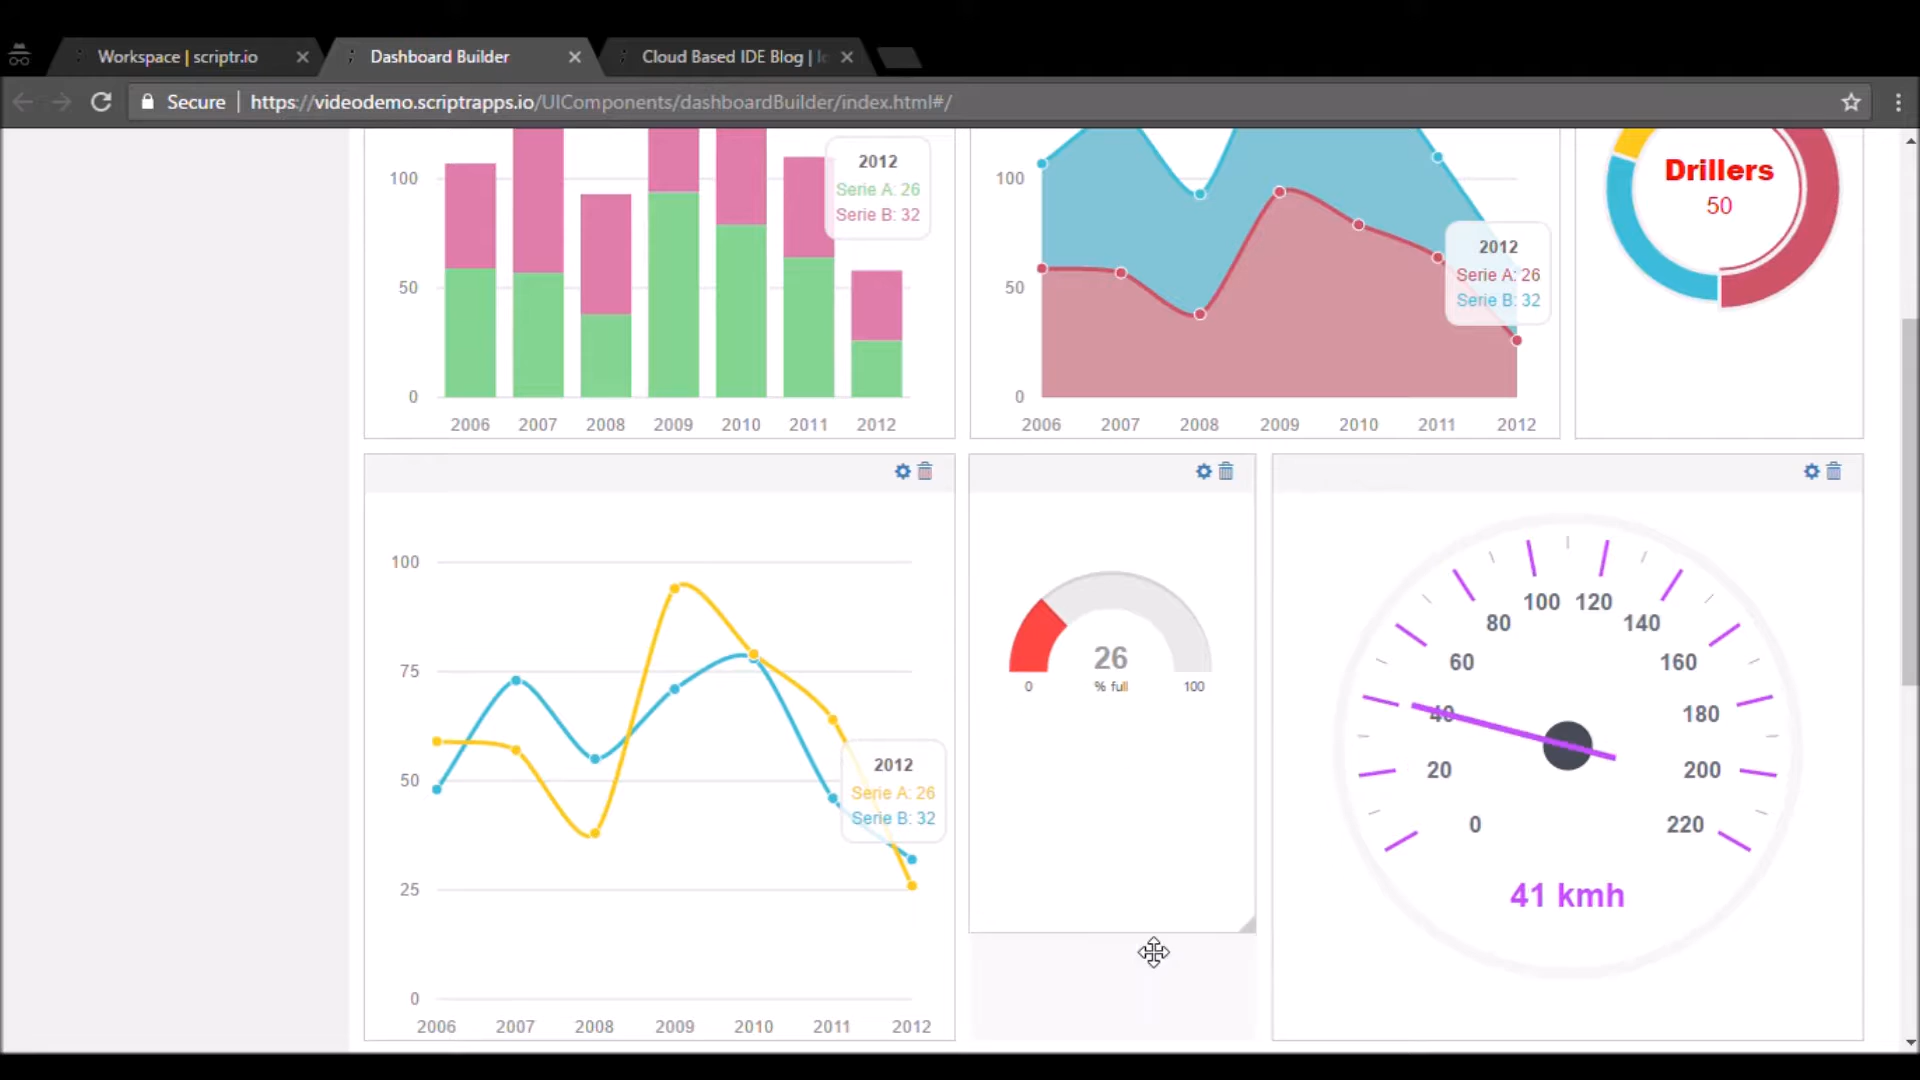 Workspace | scriptr.io
Dashboard Builder
Cloud Based IDE Blog |
Secure
https://videodemo.scriptrapps.io/UIComponents/dashboardBuilder/index.html#/
100
50
0
2006 2007 2008 2009 2010 2011 2012
2012
Serie A: 26
Serie B: 32
100
50
0
2006 2007 2008 2009 2010 2011 2012
2012
Serie A: 26
Serie B: 32
Drillers
50
100
75
50
25
0
2006 2007 2008 2009 2010 2011 2012
2012
Serie A: 26
Serie B: 32
26
0 % full 100
0
20
40
60
80
100
120
140
160
180
200
220
41 kmh